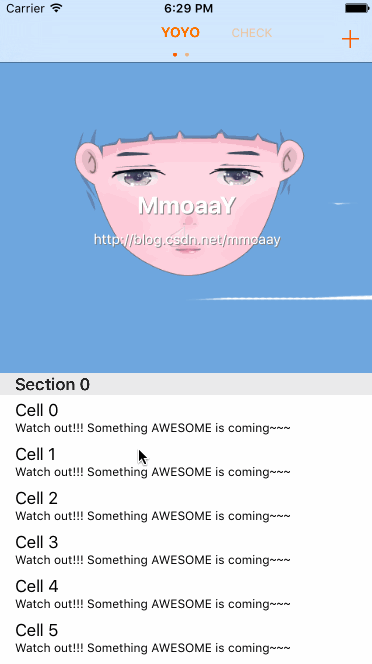 Carrier 6:29 PM
YOYO CHECK
MmoaaY
http://blog.csdn.net/mmoaay
Section 0
Cell 0
Watch out!!! Something AWESOME is coming~~~
Cell 1
Watch out!!! Something AWESOME is coming~~~
Cell 2
Watch out!!! Something AWESOME is coming~~~
Cell 3
Watch out!!! Something AWESOME is coming~~~
Cell 4
Watch out!!! Something AWESOME is coming~~~
Cell 5
Watch out!!! Something AWESOME is coming~~~